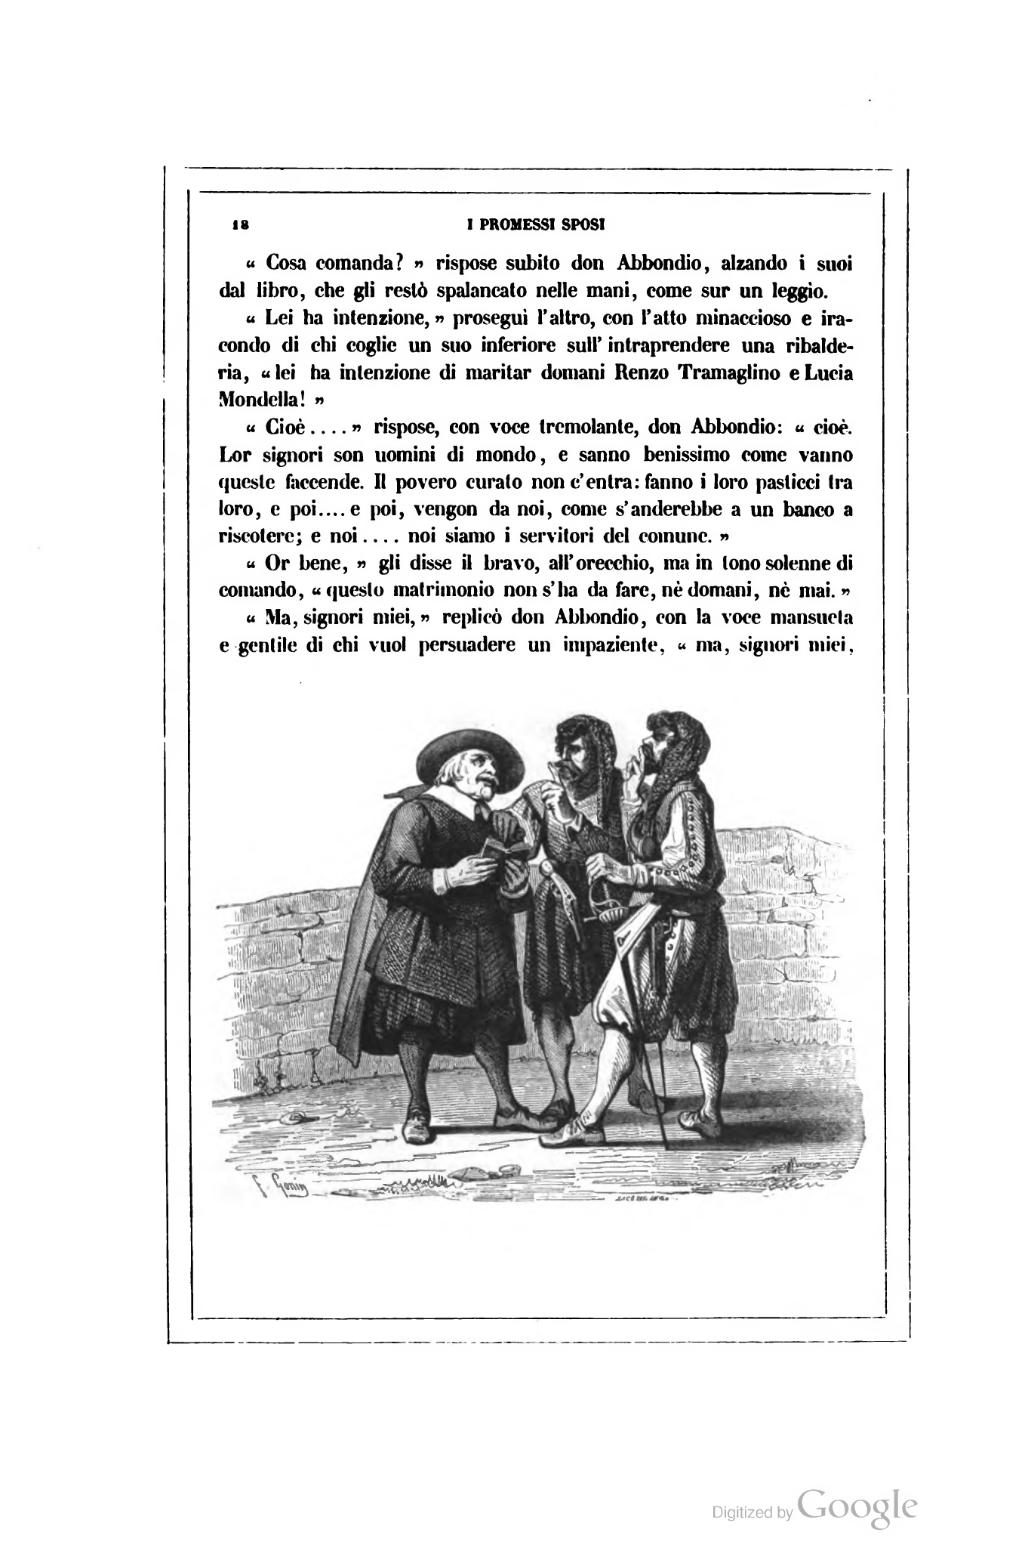 18
I PROMESSI SPOSI
« Cosa comanda? » rispose subito don Abbondio, alzando i suoi
dal libro, che gli restò spalancato nelle mani, come sur un leggìo.
« Lei ha intenzione, » proseguì l'altro, con l'atto minaccioso e ira-
condo di chi coglie un suo inferiore sull' intraprendere una ribalde-
ria, « lei ha intenzione di maritar domani Renzo Tramaglino e Lucia
Mondella! »
« Cioè.... » rispose, con voce tremolante, don Abbondio: « cioè.
Lor signori son uomini di mondo, e sanno benissimo come vanno
queste faccende. Il povero curato non c'entra: fanno i loro pasticci tra
loro, e poi.... e poi, vengon da noi, come s'anderebbe a un banco a
riscotere; e noi.... noi siamo i servitori del comune. »
« Or bene, » gli disse il bravo, all'orecchio, ma in tono solenne di
comando, « questo matrimonio non s'ha da fare, nè domani, nè mai. »
« Ma, signori miei, » replicò don Abbondio, con la voce mansueta
e gentile di chi vuol persuadere un impaziente, « ma, signori miei,
F. Gonin
Digitized by Google